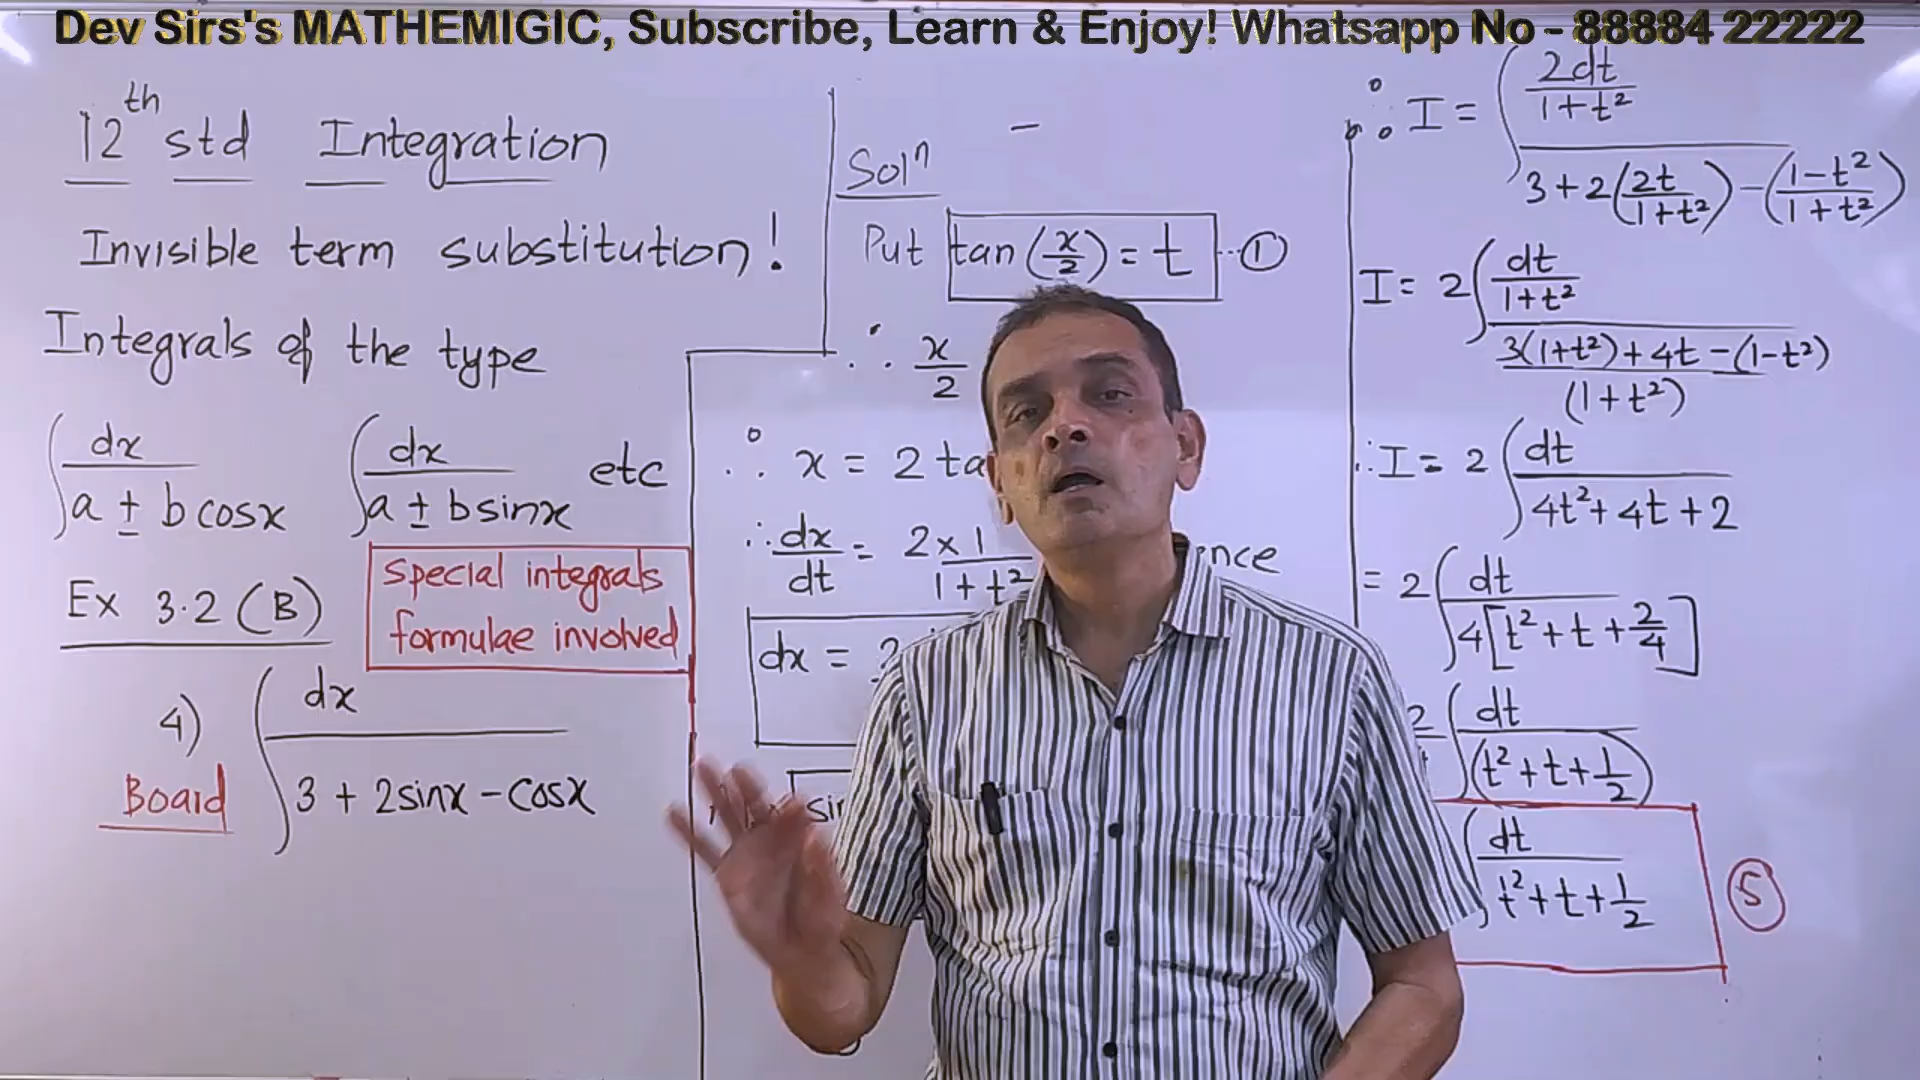 Dev Sirs's MATHEMIGIC, Subscribe, Learn & Enjoy! Whatsapp No - 88884 22222
12th std Integration
Invisible term substitution!
Integrals of the type
∫ dx / (a ± b cosx)  ∫ dx / (a ± b sinx) etc
Ex 3.2 (B)
Special integrals
formulae involved
4) ∫ dx / (3 + 2sinx - cosx)
Board
Solⁿ
Put tan(x/2) = t ...①
∴ x/2
∴ x = 2 ta
∴ dx/dt = 2 × 1 / (1 + t²)
dx =
sin
∴ I = ∫ (2dt / (1 + t²)) / (3 + 2(2t / (1 + t²)) - ((1 - t²) / (1 + t²)))
I = 2 ∫ (dt / (1 + t²)) / ((3(1+t²) + 4t - (1-t²)) / (1 + t²))
∴ I = 2 ∫ dt / (4t² + 4t + 2)
= 2 ∫ dt / (4[t² + t + 2/4])
2 ∫ dt / (t² + t + 1/2)
∫ dt / (t² + t + 1/2) ⑤